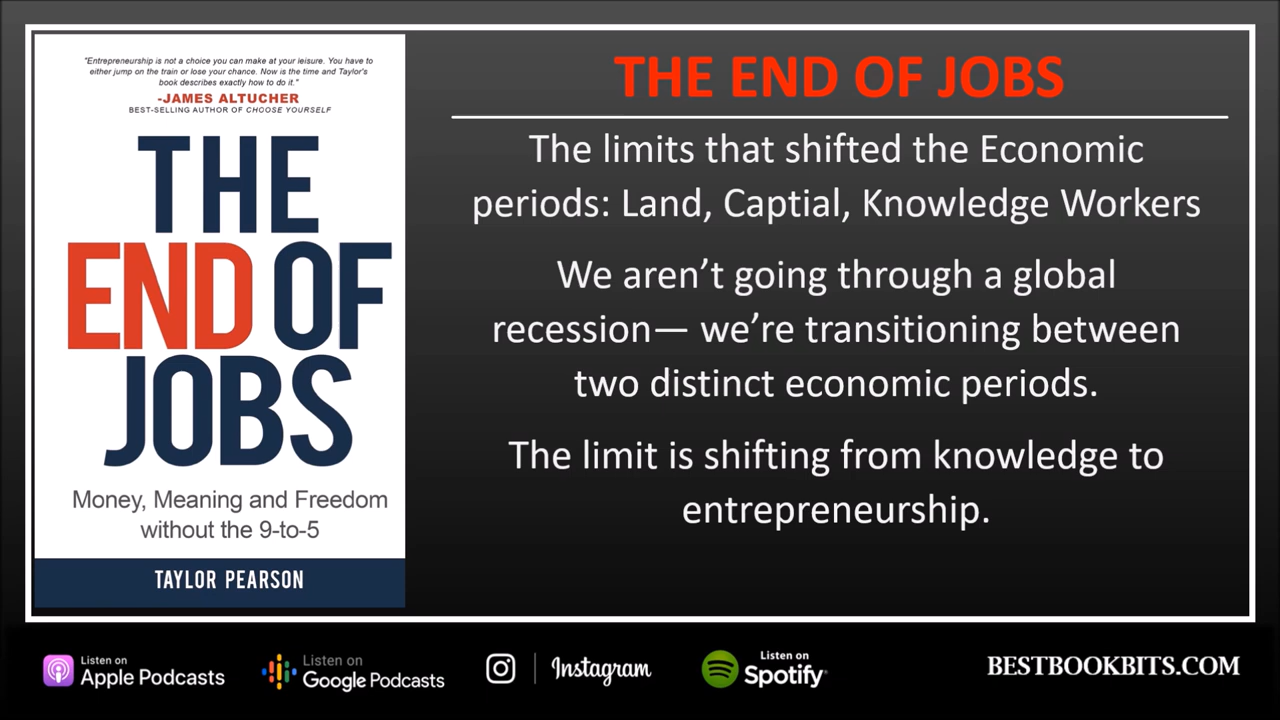 "Entrepreneurship is not a choice you can make at your leisure. You have to
either jump on the train or lose your chance. Now is the time and Taylor's
book describes exactly how to do it."
-JAMES ALTUCHER
BEST-SELLING AUTHOR OF CHOOSE YOURSELF
THE
END OF
JOBS
Money, Meaning and Freedom
without the 9-to-5
TAYLOR PEARSON
THE END OF JOBS
The limits that shifted the Economic
periods: Land, Captial, Knowledge Workers
We aren’t going through a global
recession— we’re transitioning between
two distinct economic periods.
The limit is shifting from knowledge to
entrepreneurship.
Listen on
Apple Podcasts
Listen on
Google Podcasts
Instagram
Listen on
Spotify
BESTBOOKBITS.COM